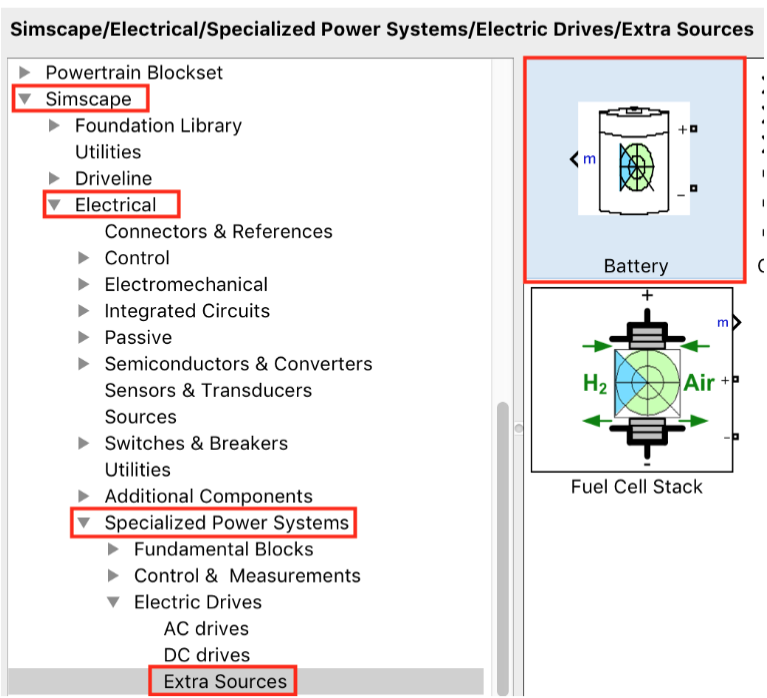 Simscape/Electrical/Specialized Power Systems/Electric Drives/Extra Sources
Powertrain Blockset
Simscape
Foundation Library
Utilities
Driveline
Electrical
Connectors & References
Control
Electromechanical
Integrated Circuits
Passive
Semiconductors & Converters
Sensors & Transducers
Sources
Switches & Breakers
Utilities
Additional Components
Specialized Power Systems
Fundamental Blocks
Control & Measurements
Electric Drives
AC drives
DC drives
Extra Sources
m
+
-
Battery
+
m
H2 Air +
-
-
Fuel Cell Stack